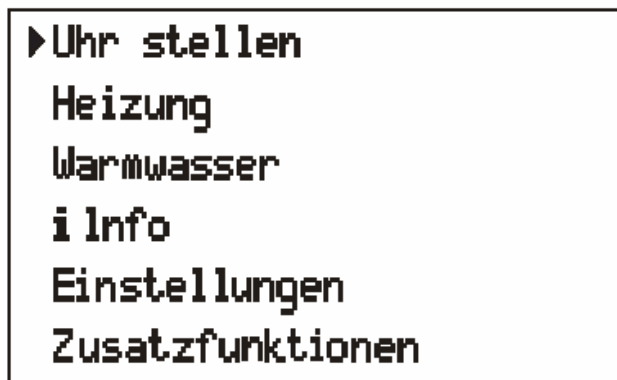 Uhr stellen
Heizung
Warmwasser
i Info
Einstellungen
Zusatzfunktionen